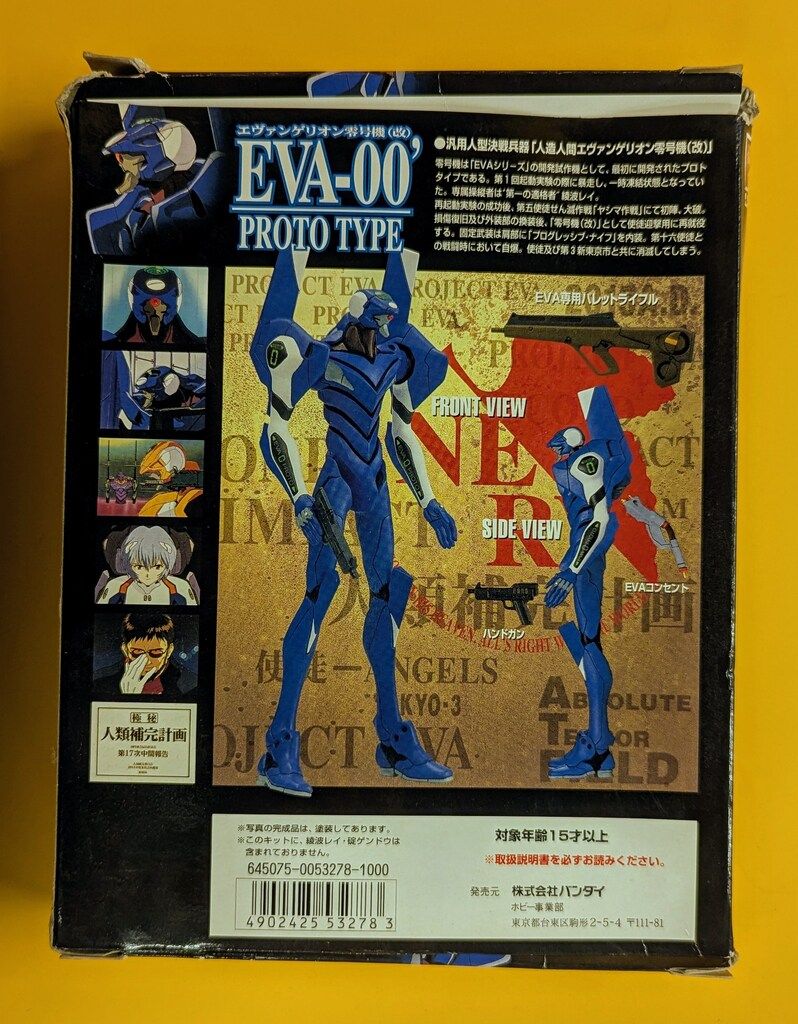 エヴァンゲリオン零号機(改)
EVA-00'
PROTO TYPE
●汎用人型決戦兵器「人造人間エヴァンゲリオン零号機(改)」
零号機は「EVAシリーズ」の開発試作機として、最初に開発されたプロト
タイプである。第1回起動実験の際に暴走し、一時凍結状態となってい
た。専属操縦者は"第一の適格者"綾波レイ。
再起動実験の成功後、第五使徒せん滅作戦「ヤシマ作戦」にて初陣、大破。
損傷復旧及び外装部の換装後、「零号機(改)」として使徒迎撃用に再就役
する。固定武装は肩部に「プログレッシブ・ナイフ」を内装。第十六使徒と
の戦闘時において自爆。使徒及び第3新東京市と共に消滅してしまう。
PROJECT EVA PROJECT EVA
2015A.D.
EVA専用パレットライフル
FRONT VIEW
NERV
IMPACT
SIDE VIEW
EVAコンセント
ハンドガン
人類補完計画
使徒－ANGELS
TOKYO-3
PROJECT EVA
ABSOLUTE
TERROR
FIELD
極秘
人類補完計画
第17次中間報告
※写真の完成品は、塗装してあります。
※このキットに、綾波レイ・碇ゲンドウは
含まれておりません。
645075-0053278-1000
4902425 53278 3
対象年齢15才以上
※取扱説明書を必ずお読みください。
発売元 株式会社バンダイ
ホビー事業部
東京都台東区駒形2-5-4 〒111-81